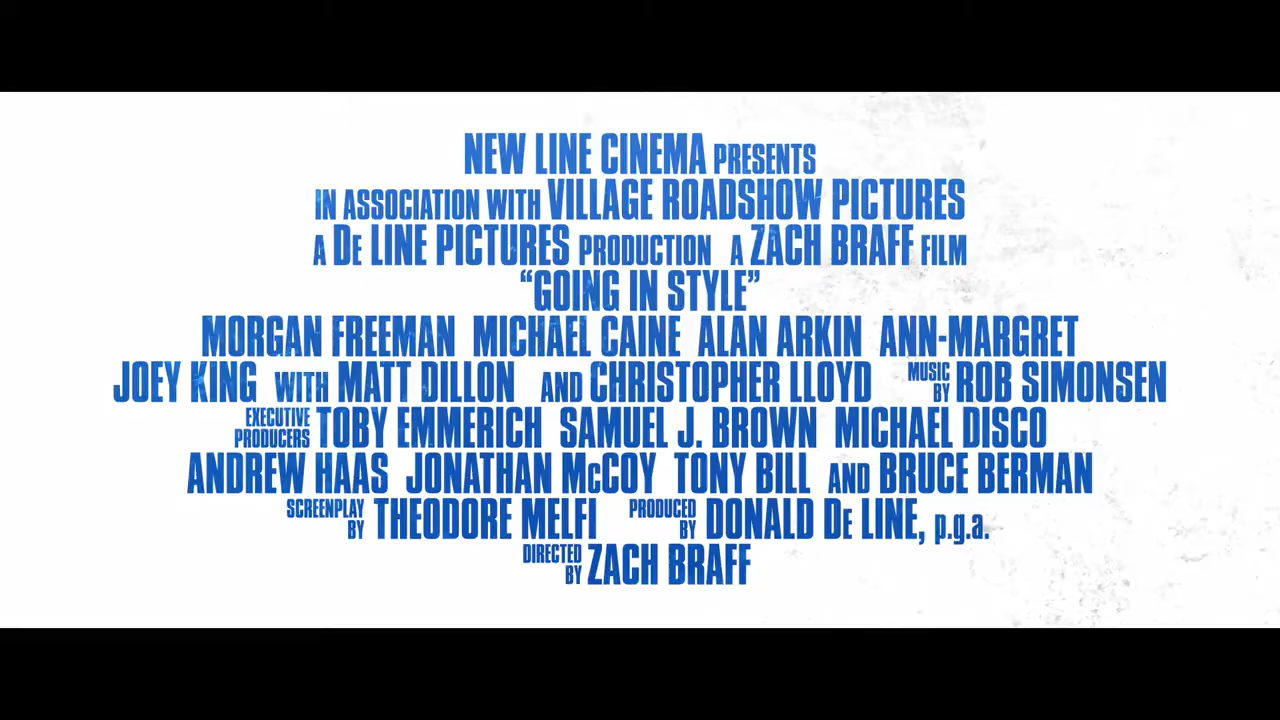 NEW LINE CINEMA PRESENTS
IN ASSOCIATION WITH VILLAGE ROADSHOW PICTURES
A De LINE PICTURES PRODUCTION A ZACH BRAFF FILM
“GOING IN STYLE”
MORGAN FREEMAN MICHAEL CAINE ALAN ARKIN ANN-MARGRET
JOEY KING WITH MATT DILLON AND CHRISTOPHER LLOYD MUSIC BY ROB SIMONSEN
EXECUTIVE PRODUCERS TOBY EMMERICH SAMUEL J. BROWN MICHAEL DISCO
ANDREW HAAS JONATHAN McCOY TONY BILL AND BRUCE BERMAN
SCREENPLAY BY THEODORE MELFI PRODUCED BY DONALD De LINE, p.g.a.
DIRECTED BY ZACH BRAFF